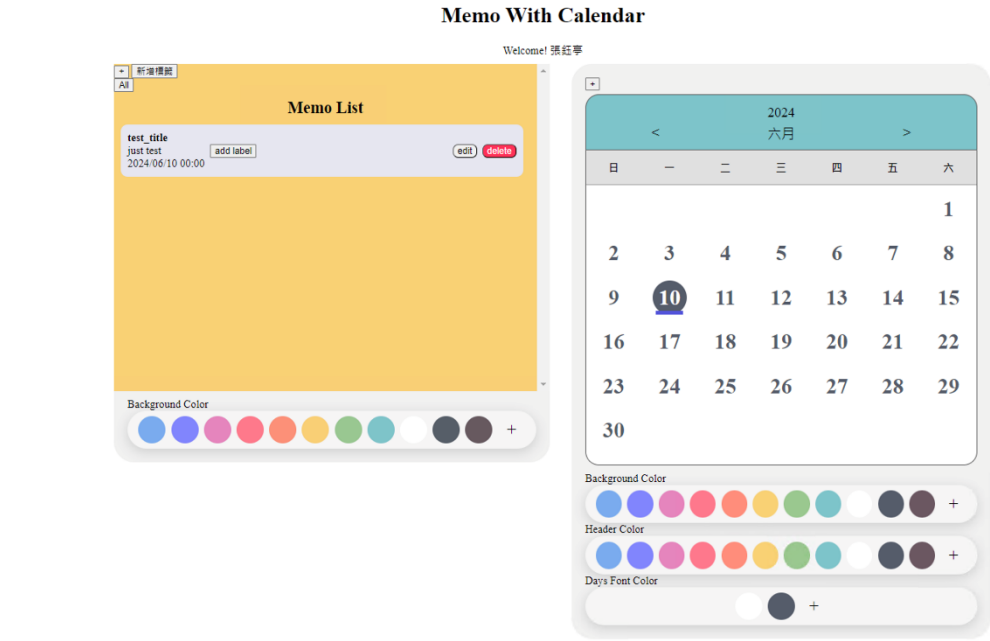 Memo With Calendar
Welcome! 張鈺葶
+ 新增標籤
All
Memo List
test_title
just test
2024/06/10 00:00
add label
edit delete
Background Color
+
+
2024
< 六月 >
日 一 二 三 四 五 六
1
2 3 4 5 6 7 8
9 10 11 12 13 14 15
16 17 18 19 20 21 22
23 24 25 26 27 28 29
30
Background Color
+
Header Color
+
Days Font Color
+